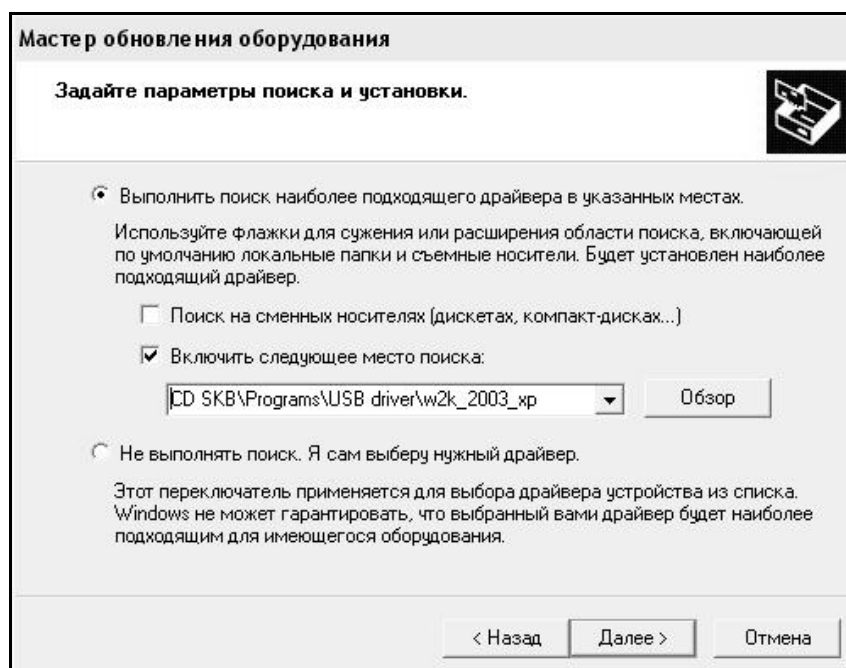 Мастер обновления оборудования
Задайте параметры поиска и установки.
Выполнить поиск наиболее подходящего драйвера в указанных местах.
Используйте флажки для сужения или расширения области поиска, включающей
по умолчанию локальные папки и съемные носители. Будет установлен наиболее
подходящий драйвер.
Поиск на сменных носителях (дискетах, компакт-дисках...)
Включить следующее место поиска:
CD SKB\Programs\USB driver\w2k_2003_xp
Обзор
Не выполнять поиск. Я сам выберу нужный драйвер.
Этот переключатель применяется для выбора драйвера устройства из списка.
Windows не может гарантировать, что выбранный вами драйвер будет наиболее
подходящим для имеющегося оборудования.
< Назад Далее > Отмена